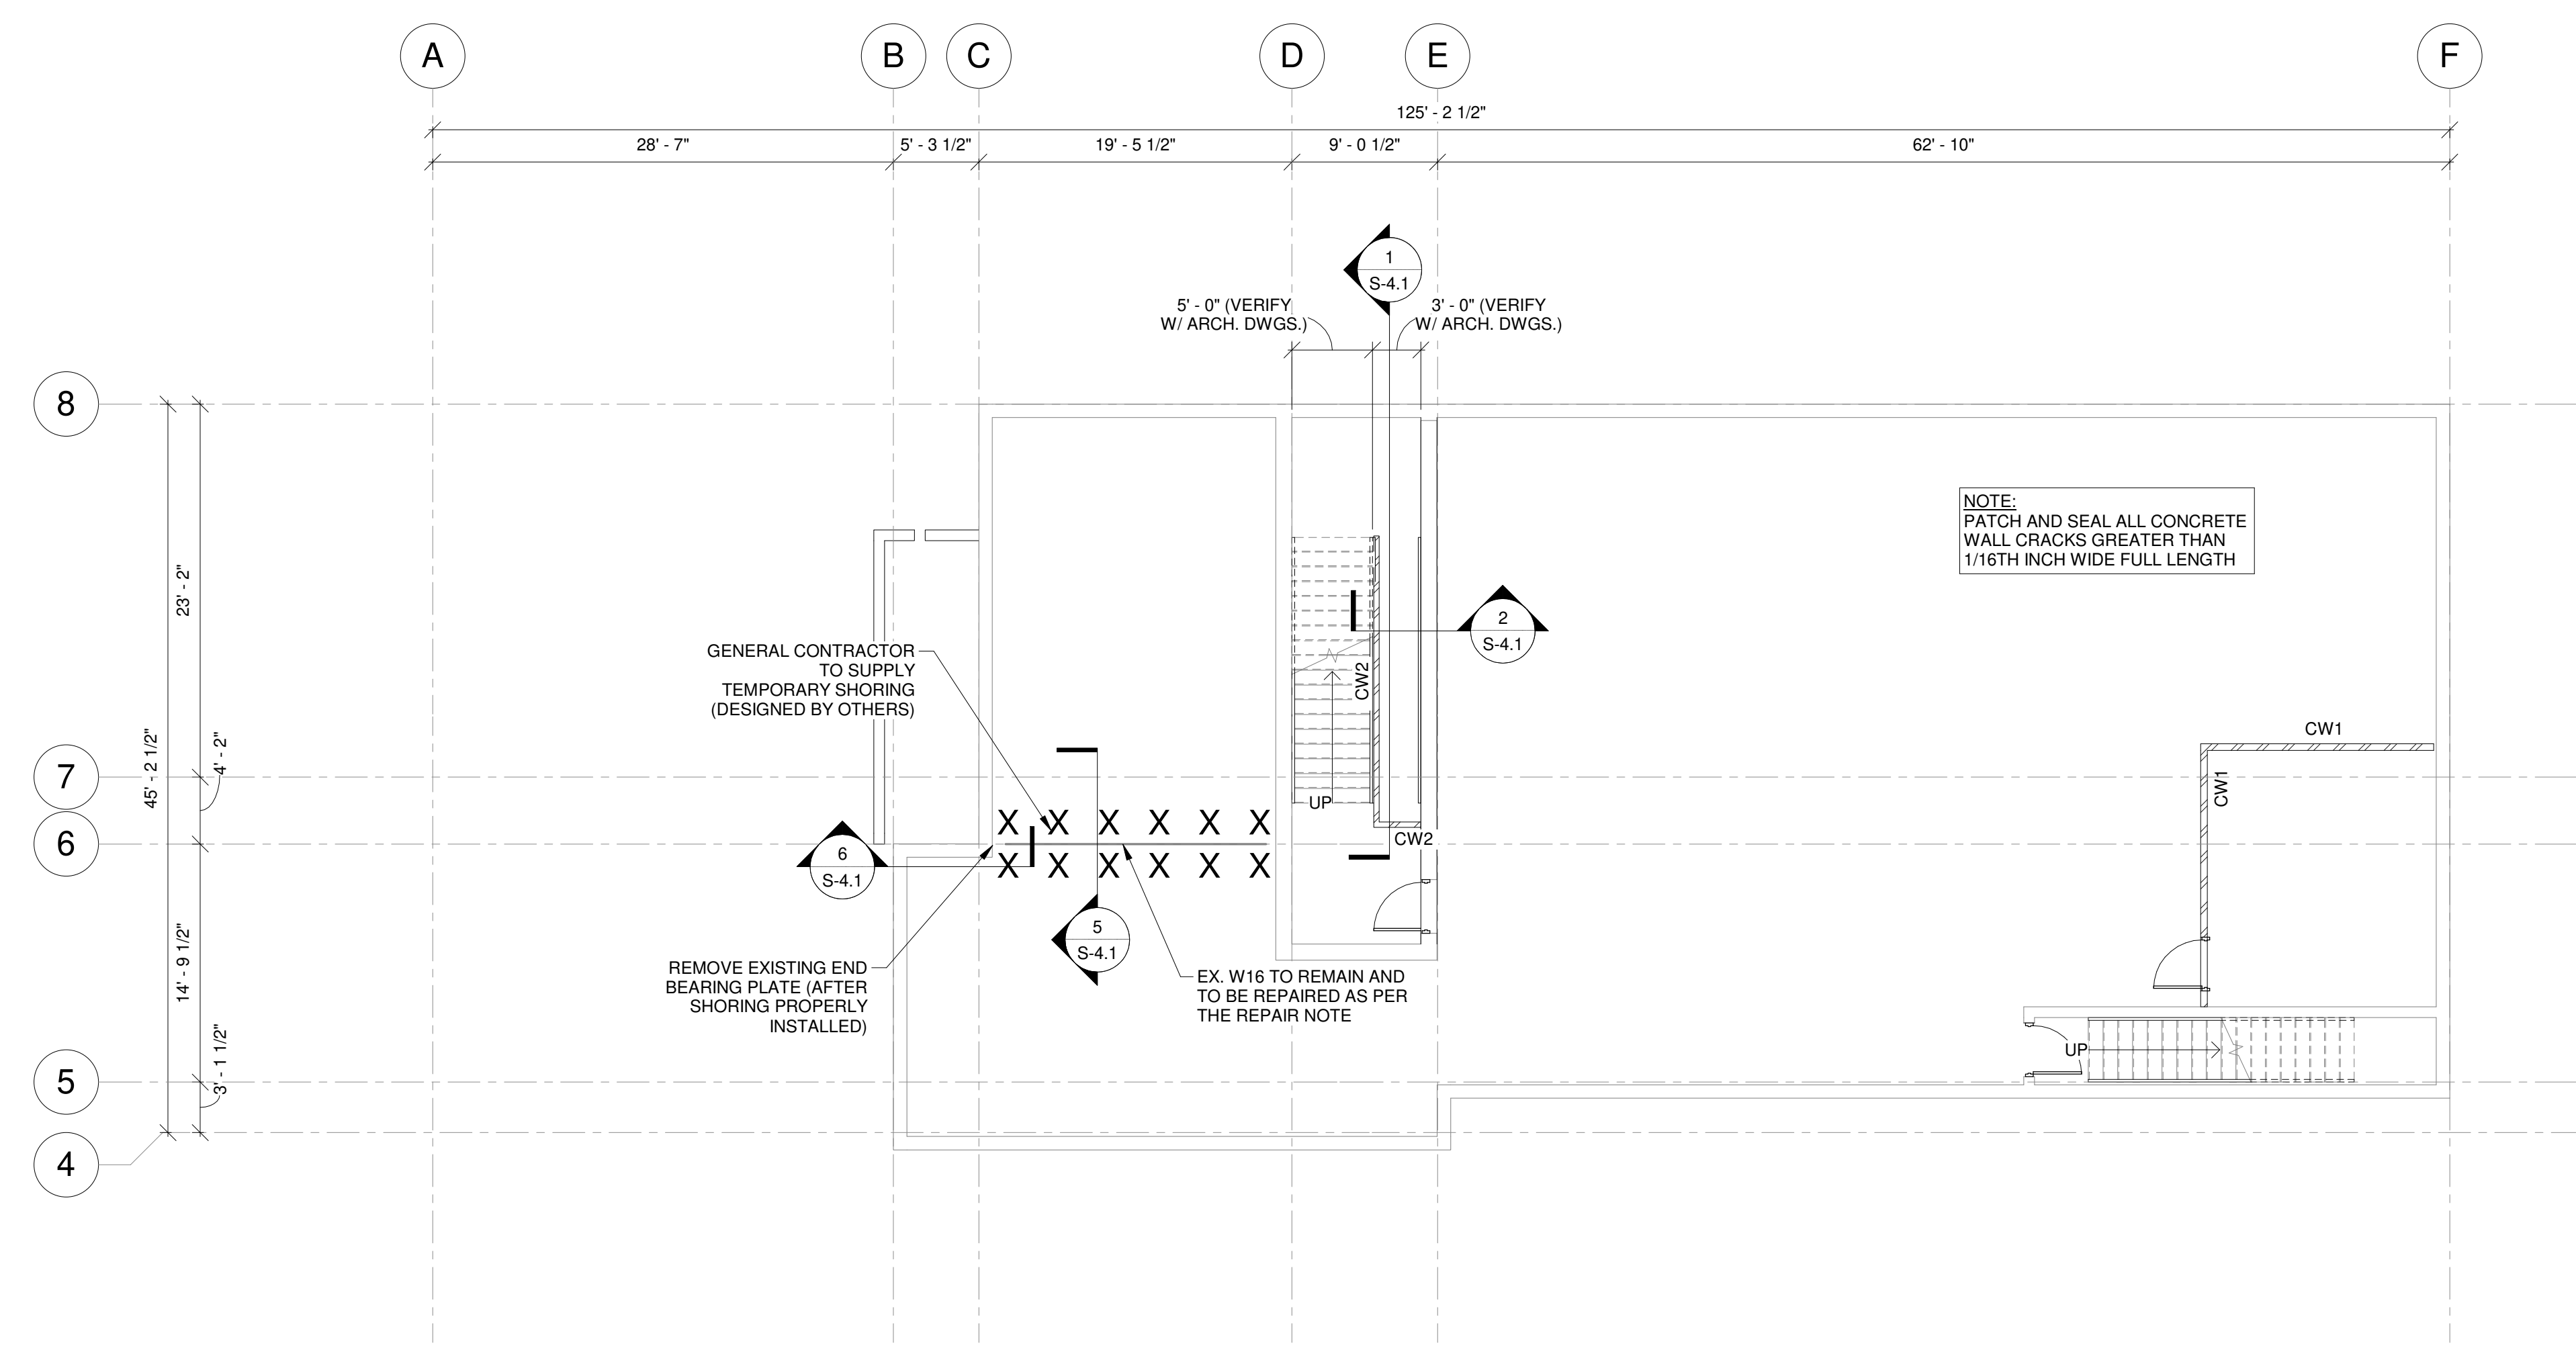 A
B
C
D
E
F
125' - 2 1/2"
28' - 7"
5' - 3 1/2"
19' - 5 1/2"
9' - 0 1/2"
62' - 10"
1
S-4.1
5' - 0" (VERIFY
W/ ARCH. DWGS.)
3' - 0" (VERIFY
W/ ARCH. DWGS.)
8
NOTE:
PATCH AND SEAL ALL CONCRETE
WALL CRACKS GREATER THAN
1/16TH INCH WIDE FULL LENGTH
23' - 2"
2
S-4.1
GENERAL CONTRACTOR
TO SUPPLY
TEMPORARY SHORING
(DESIGNED BY OTHERS)
CW2
CW1
45' - 2 1/2"
4' - 2"
7
CW1
UP
X X X X X X
6
CW2
6
S-4.1
X X X X X X
5
S-4.1
14' - 9 1/2"
REMOVE EXISTING END
BEARING PLATE (AFTER
SHORING PROPERLY
INSTALLED)
EX. W16 TO REMAIN AND
TO BE REPAIRED AS PER
THE REPAIR NOTE
3' - 1 1/2"
UP
5
4